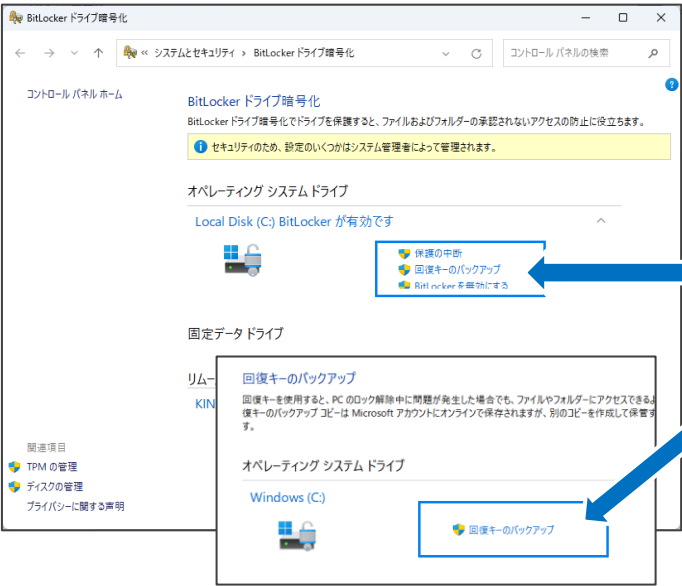 BitLocker ドライブ暗号化
« システムとセキュリティ › BitLocker ドライブ暗号化
コントロール パネルの検索
コントロール パネル ホーム
BitLocker ドライブ暗号化
BitLocker ドライブ暗号化でドライブを保護すると、ファイルおよびフォルダーの承認されないアクセスの防止に役立ちます。
セキュリティのため、設定のいくつかはシステム管理者によって管理されます。
オペレーティング システム ドライブ
Local Disk (C:) BitLocker が有効です
保護の中断
回復キーのバックアップ
BitLocker を無効にする
固定データ ドライブ
リムー
KIN
関連項目
TPM の管理
ディスクの管理
プライバシーに関する声明
回復キーのバックアップ
回復キーを使用すると、PC のロック解除中に問題が発生した場合でも、ファイルやフォルダーにアクセスできるよ
復キーのバックアップ コピーは Microsoft アカウントにオンラインで保存されますが、別のコピーを作成して保管す
す。
オペレーティング システム ドライブ
Windows (C:)
回復キーのバックアップ